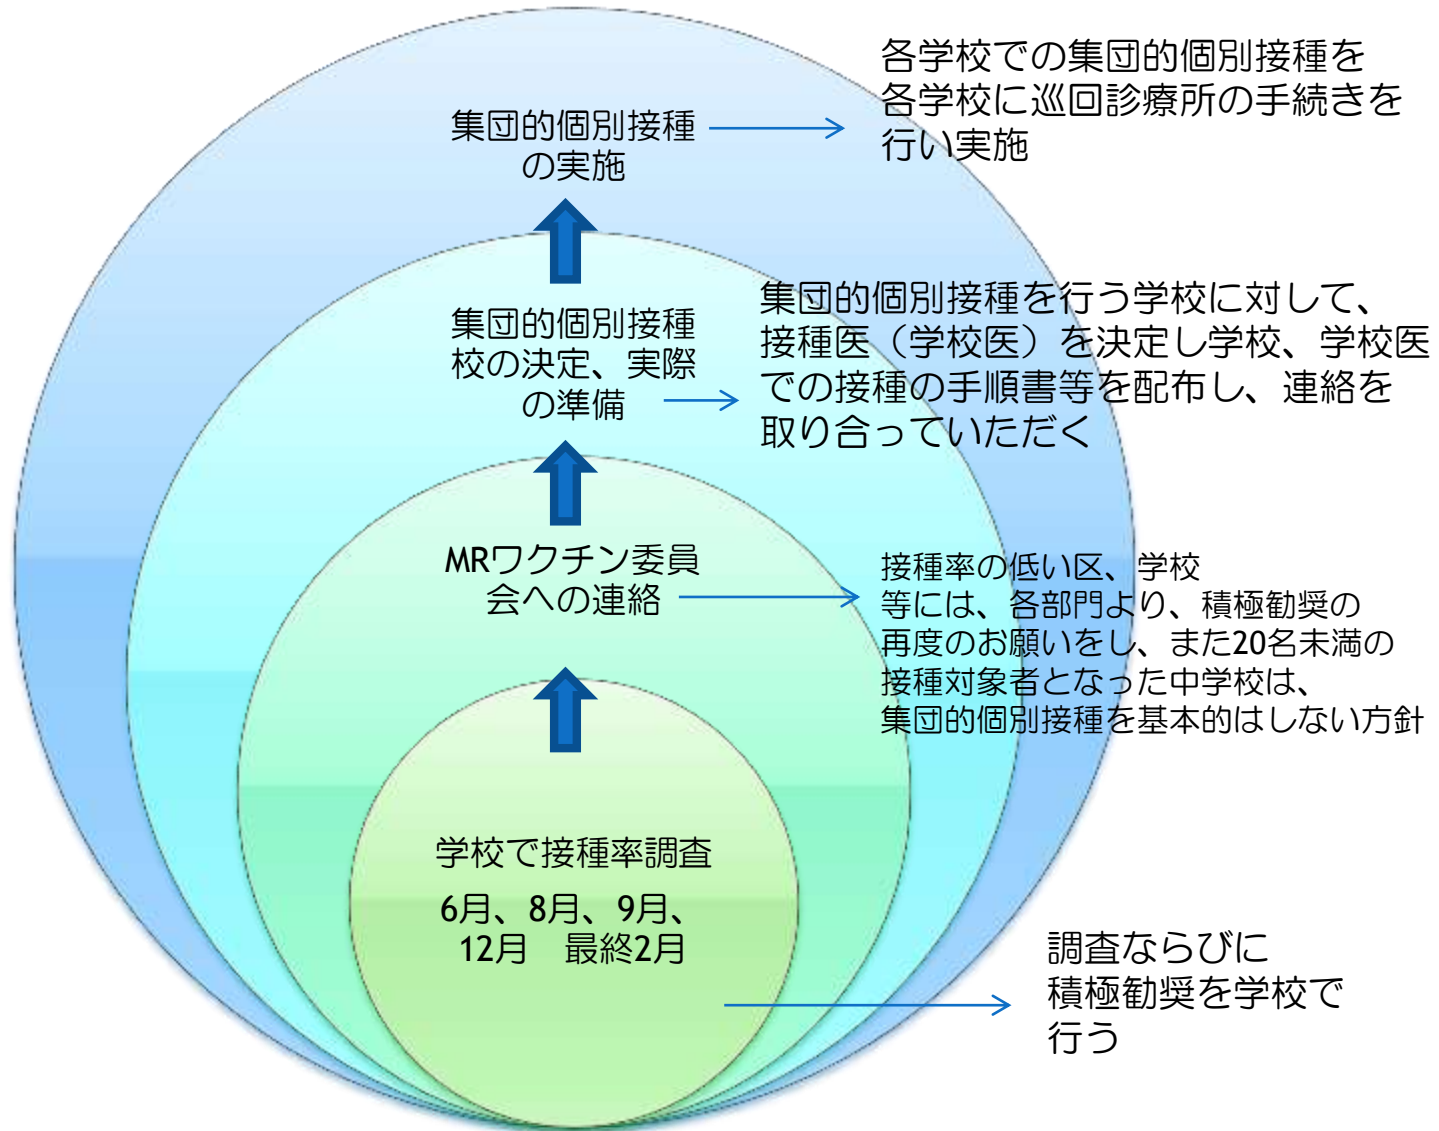 集団的個別接種
の実施
各学校での集団的個別接種を
各学校に巡回診療所の手続きを
行い実施
集団的個別接種
校の決定、実際
の準備
集団的個別接種を行う学校に対して、
接種医（学校医）を決定し学校、学校医
での接種の手順書等を配布し、連絡を
取り合っていただく
MRワクチン委員
会への連絡
接種率の低い区、学校
等には、各部門より、積極勧奨の
再度のお願いをし、また20名未満の
接種対象者となった中学校は、
集団的個別接種を基本的はしない方針
学校で接種率調査
6月、8月、9月、
12月　最終2月
調査ならびに
積極勧奨を学校で
行う